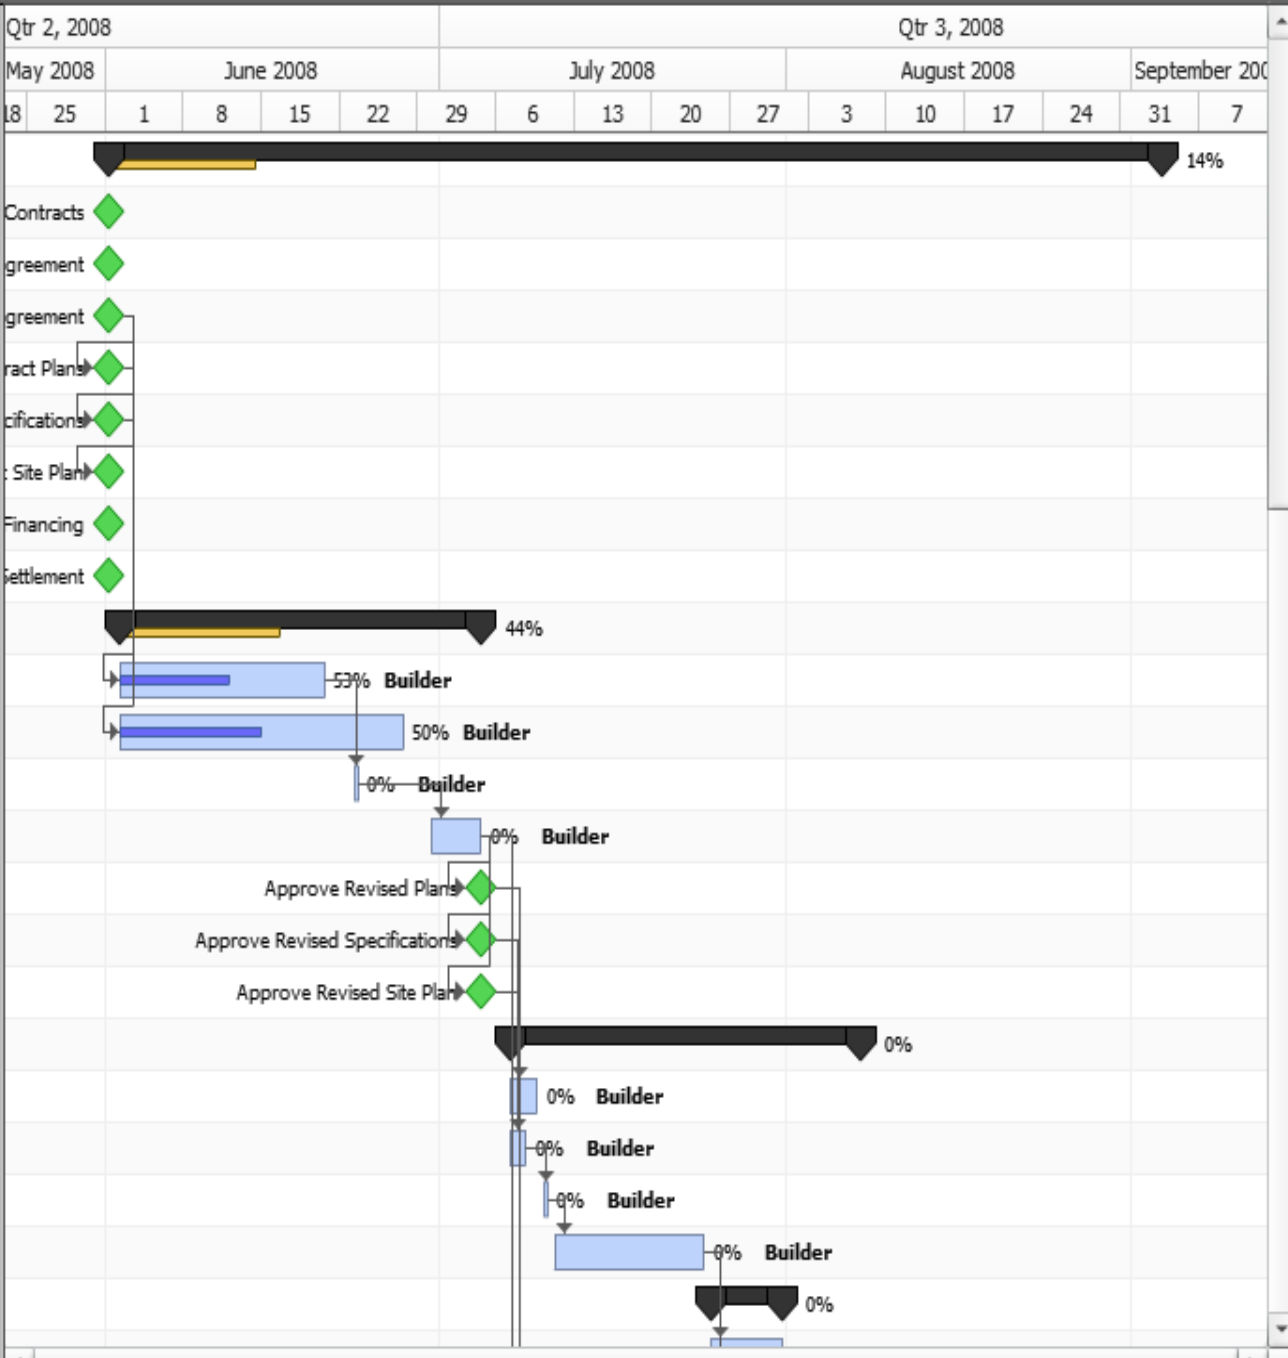 Qtr 2, 2008 Qtr 3, 2008
May 2008 June 2008 July 2008 August 2008 September 200
18 25 1 8 15 22 29 6 13 20 27 3 10 17 24 31 7
14%
Contracts
greement
greement
ract Plans
cifications
Site Plan
Financing
Settlement
44%
53% Builder
50% Builder
0% Builder
0% Builder
Approve Revised Plans
Approve Revised Specifications
Approve Revised Site Plan
0%
0% Builder
0% Builder
0% Builder
0% Builder
0%